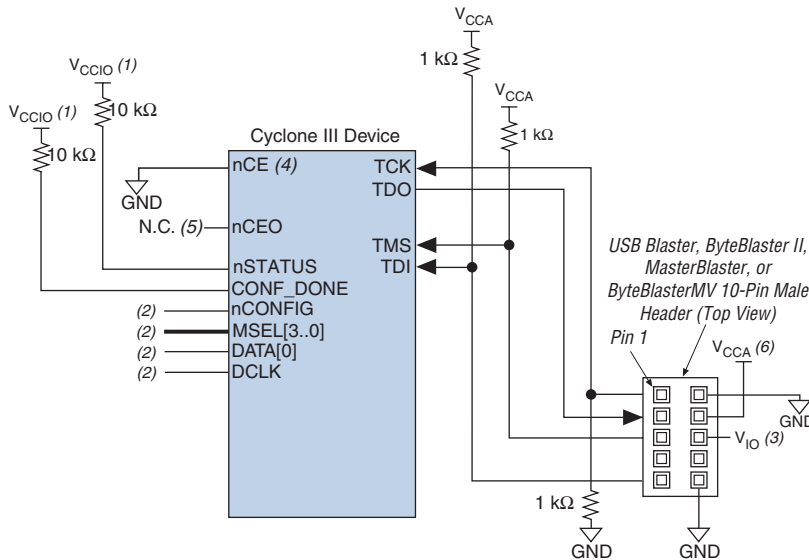 VCCA
1 kΩ
VCCIO (1)
VCCA
VCCIO (1)
10 kΩ
1 kΩ
10 kΩ
Cyclone III Device
nCE (4)
TCK
GND
TDO
N.C. (5)
nCEO
TMS
nSTATUS
TDI
CONF_DONE
(2)
nCONFIG
(2)
MSEL[3..0]
(2)
DATA[0]
(2)
DCLK
USB Blaster, ByteBlaster II,
MasterBlaster, or
ByteBlasterMV 10-Pin Male
Header (Top View)
Pin 1
VCCA (6)
GND
VIO (3)
1 kΩ
GND
GND